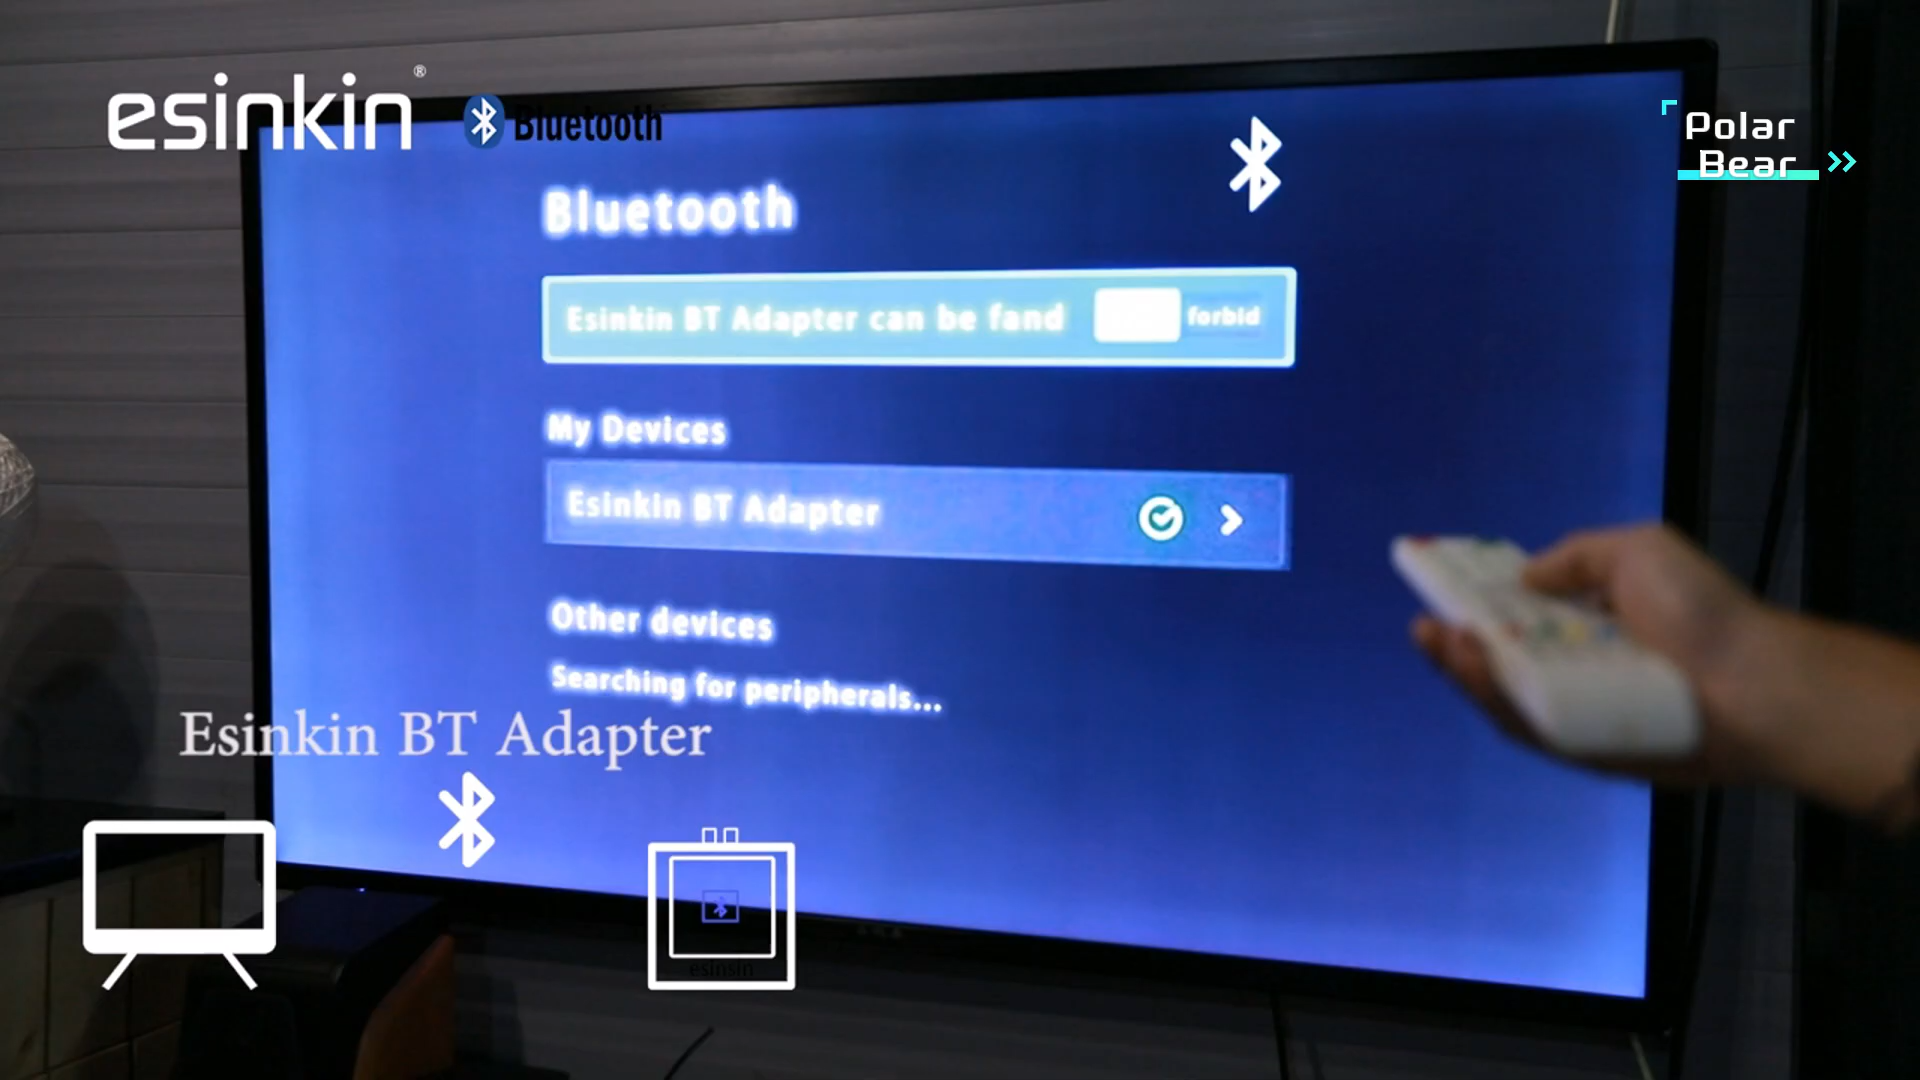 esinkin®
Bluetooth
Polar
Bear
Bluetooth
Esinkin BT Adapter can be fand
forbid
My Devices
Esinkin BT Adapter
Other devices
Searching for peripherals...
Esinkin BT Adapter
esinsin